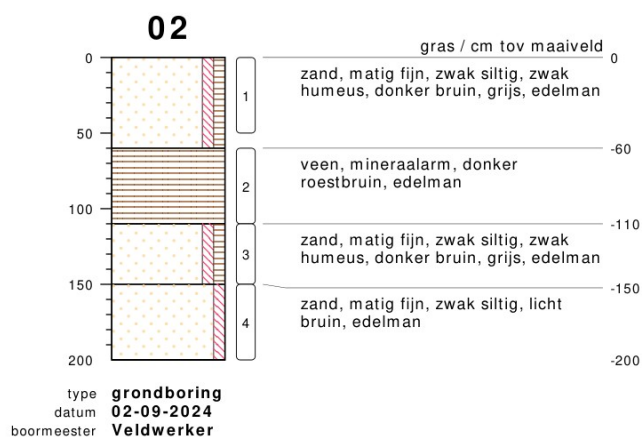 02
gras / cm tov maaiveld
0
0
zand, matig fijn, zwak siltig, zwak
humeus, donker bruin, grijs, edelman
1
50
-60
veen, mineraalarm, donker
roestbruin, edelman
2
100
-110
zand, matig fijn, zwak siltig, zwak
humeus, donker bruin, grijs, edelman
3
150
-150
zand, matig fijn, zwak siltig, licht
bruin, edelman
4
200
-200
type grondboring
datum 02-09-2024
boormeester Veldwerker